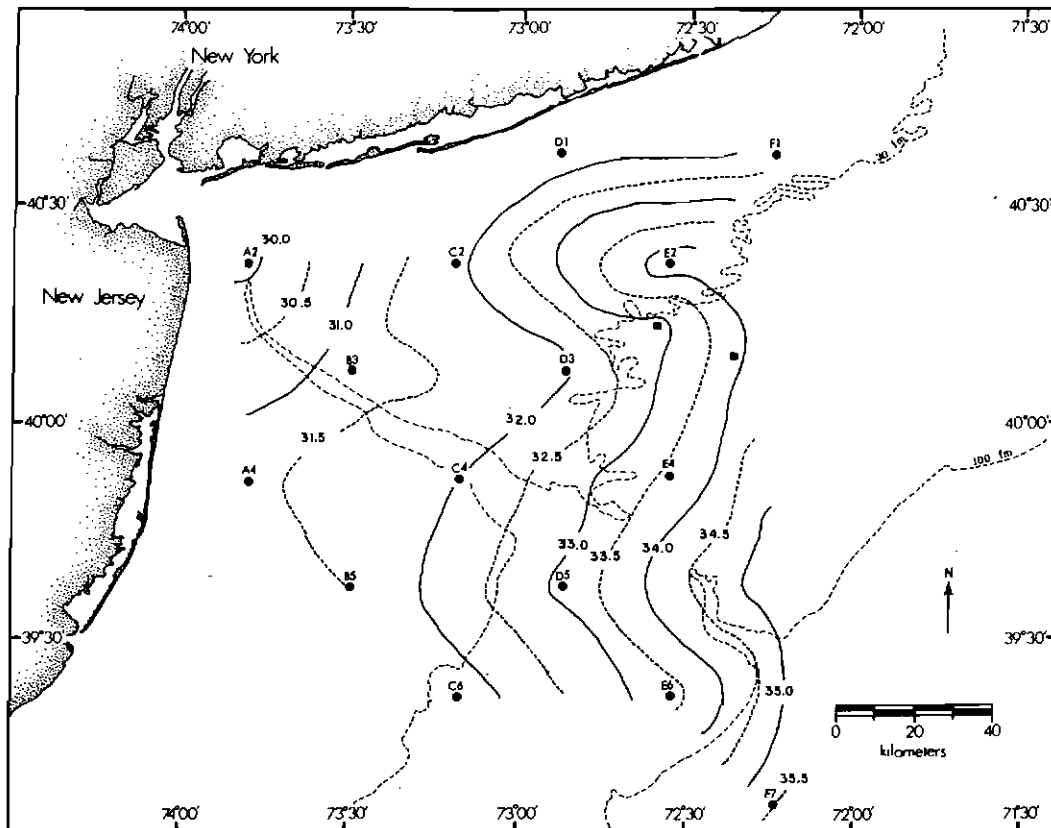 74°00' 73°30' 73°00' 72°30' 72°00' 71°30'
New York
D1 F1
30 fm
40°30' 40°30'
30.0
A2 C2 E2
New Jersey
30.5
31.0
B3 D3
32.0
40°00' 40°00'
31.5
32.5
100 fm
A4 C4 E4
34.5
33.0 33.5 34.0
B5 D5
N
39°30' 39°30'
C6 E6 35.0
0 20 40
kilometers
35.5
F7
74°00' 73°30' 73°00' 72°30' 72°00' 71°30'